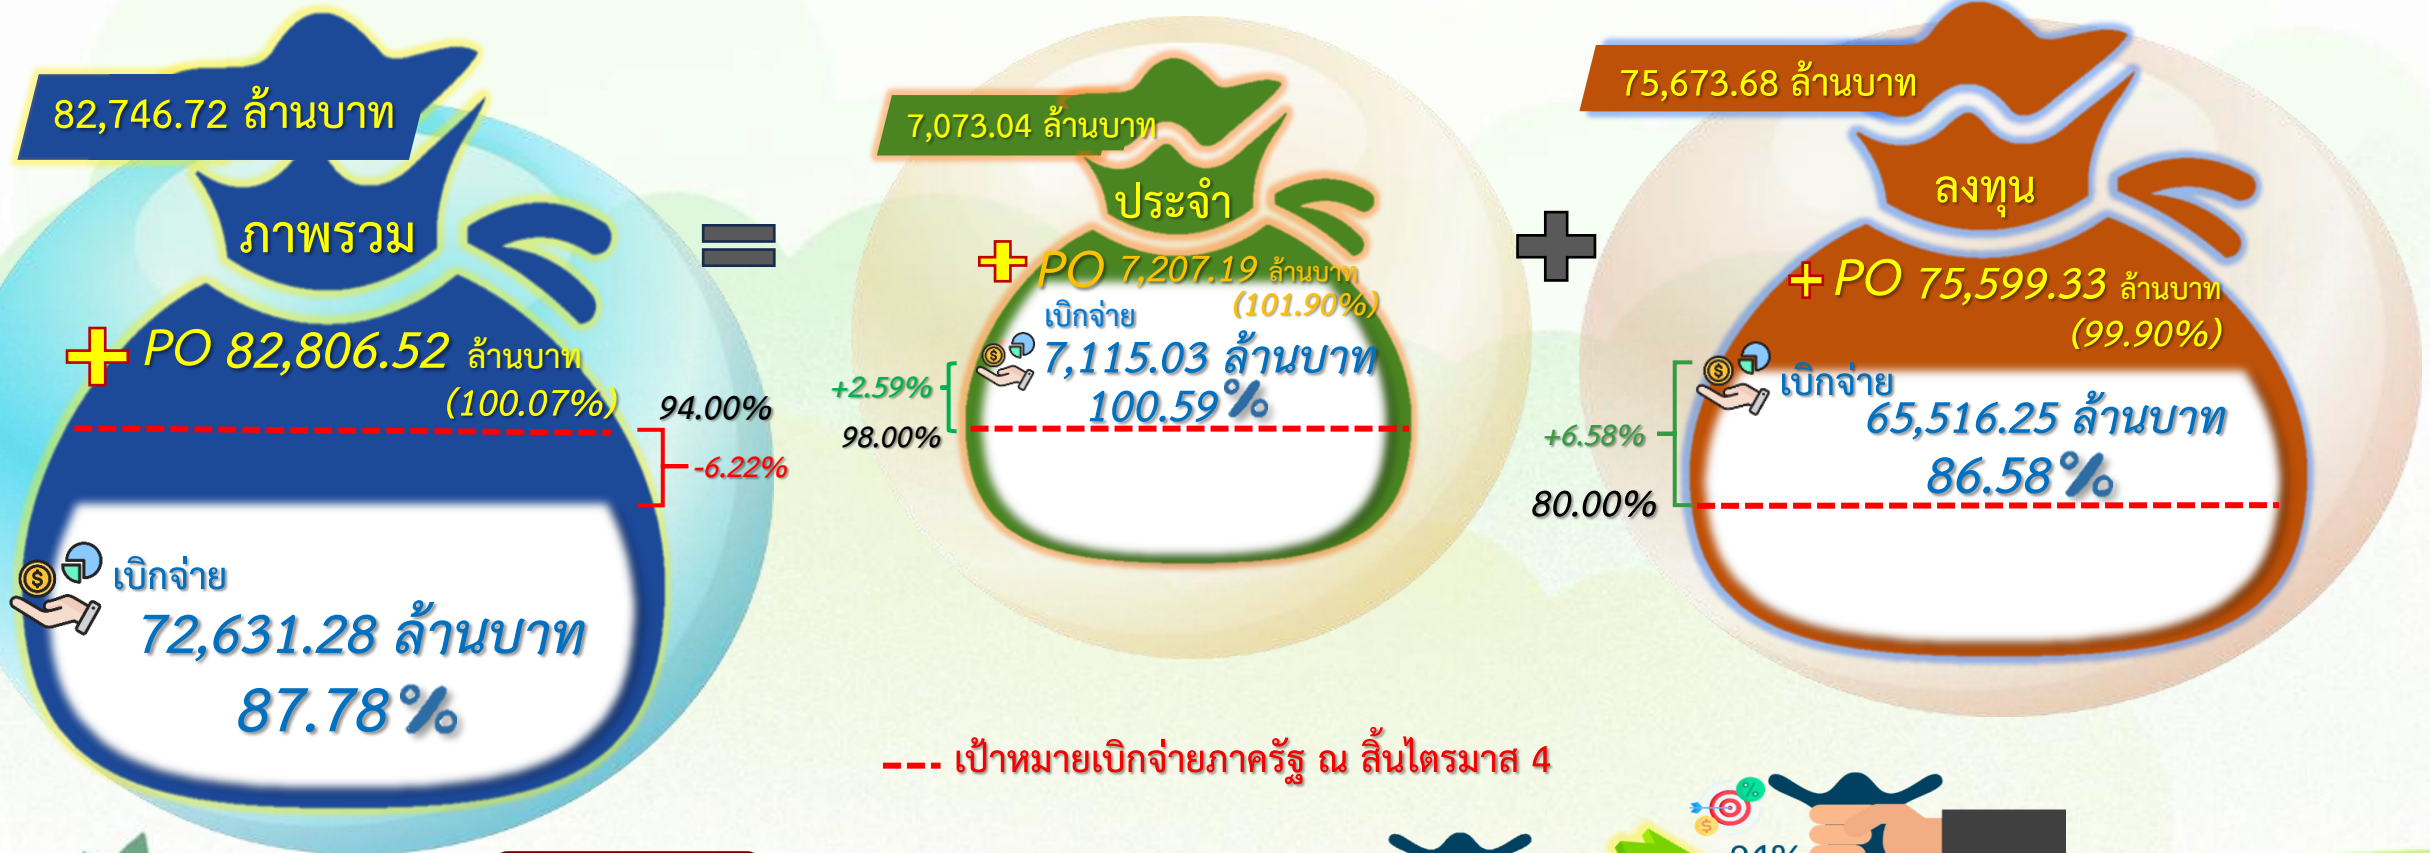 82,746.72 ล้านบาท
ภาพรวม
PO 82,806.52 ล้านบาท
(100.07%)
94.00%
-6.22%
เบิกจ่าย
72,631.28 ล้านบาท
87.78%
7,073.04 ล้านบาท
ประจำ
PO 7,207.19 ล้านบาท
(101.90%)
เบิกจ่าย
7,115.03 ล้านบาท
100.59%
+2.59%
98.00%
75,673.68 ล้านบาท
ลงทุน
PO 75,599.33 ล้านบาท
(99.90%)
เบิกจ่าย
65,516.25 ล้านบาท
86.58%
+6.58%
80.00%
--- เป้าหมายเบิกจ่ายภาครัฐ ณ สิ้นไตรมาส 4